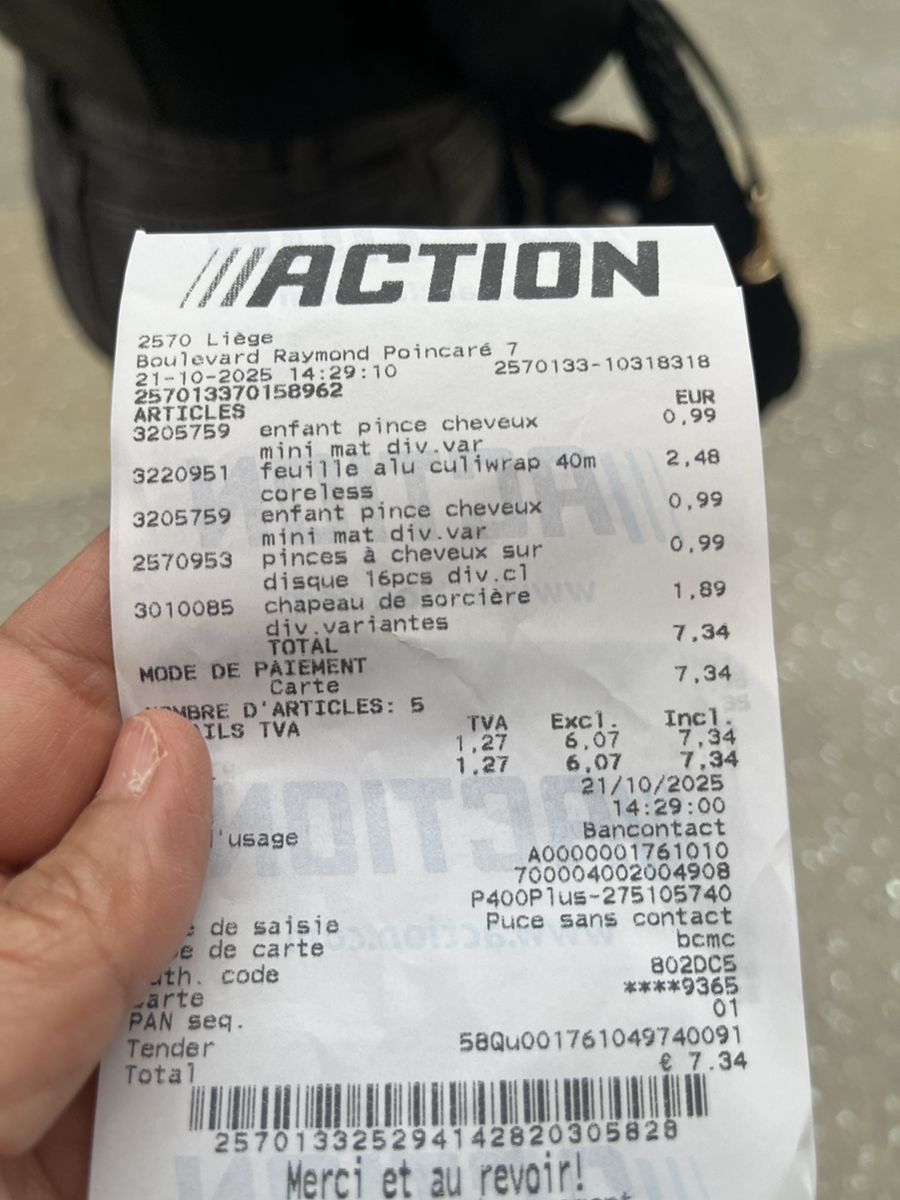 ///ACTION
2570 Liège
Boulevard Raymond Poincaré 7
21-10-2025 14:29:10 2570133-10318318
257013370158962
ARTICLES EUR
3205759 enfant pince cheveux 0,99
mini mat div.var
3220951 feuille alu culiwrap 40m 2,48
coreless
3205759 enfant pince cheveux 0,99
mini mat div.var
2570953 pinces à cheveux sur 0,99
disque 16pcs div.cl
3010085 chapeau de sorcière 1,89
div.variantes
TOTAL 7,34
MODE DE PAIEMENT
Carte 7,34
NOMBRE D'ARTICLES: 5
AILS TVA TVA Excl. Incl.
1,27 6,07 7,34
1,27 6,07 7,34
21/10/2025
14:29:00
l'usage Bancontact
A0000001761010
700004002004908
P400Plus-275105740
de saisie Puce sans contact
de carte bcmc
uth. code 802DC5
arte ****9365
PAN seq. 01
Tender 58Qu001761049740091
Total € 7.34
257013325294142820305828
Merci et au revoir!